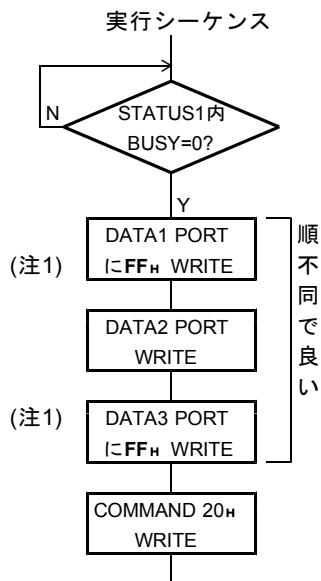 実行シーケンス
N
STATUS1内
BUSY=0?
Y
(注1)
DATA1 PORT
にFFH WRITE
DATA2 PORT
WRITE
(注1)
DATA3 PORT
にFFH WRITE
順不同で良い
COMMAND 20H
WRITE